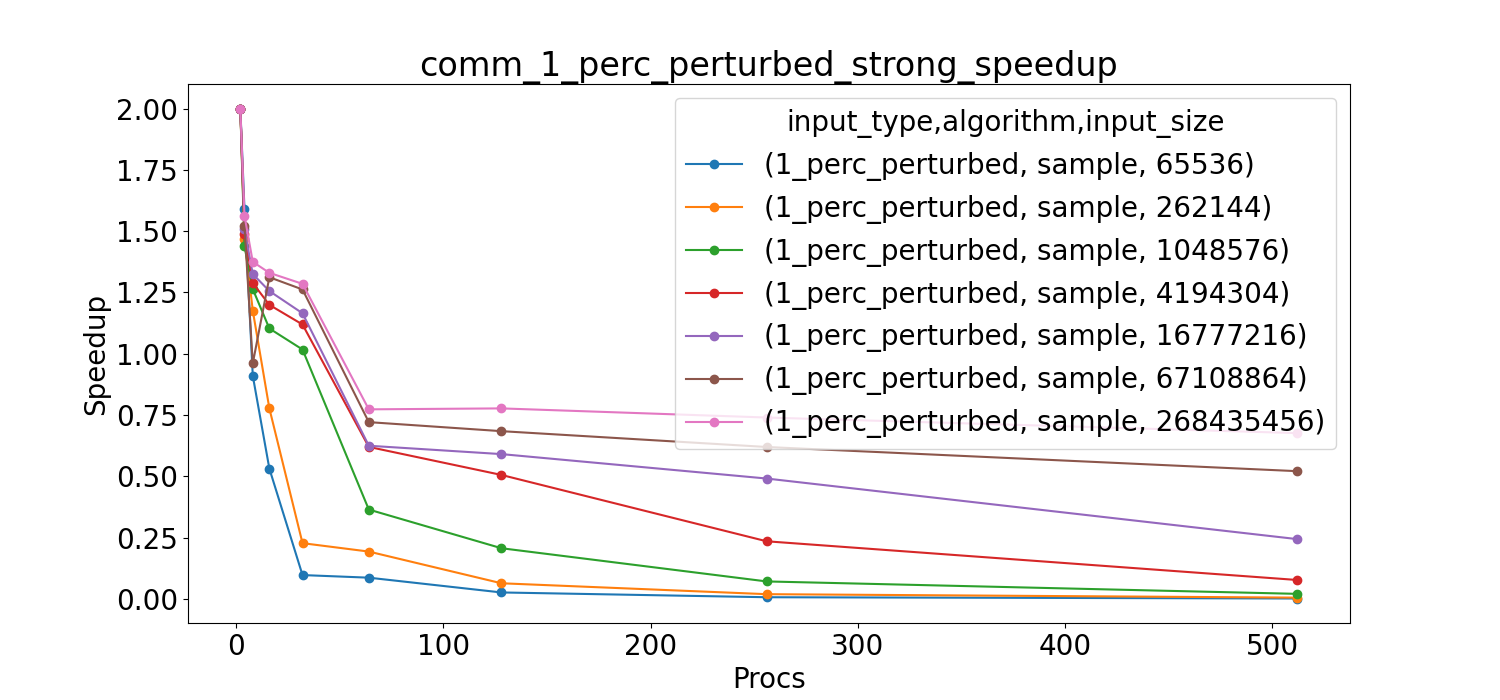 comm_1_perc_perturbed_strong_speedup
input_type,algorithm,input_size
(1_perc_perturbed, sample, 65536)
(1_perc_perturbed, sample, 262144)
(1_perc_perturbed, sample, 1048576)
(1_perc_perturbed, sample, 4194304)
(1_perc_perturbed, sample, 16777216)
(1_perc_perturbed, sample, 67108864)
(1_perc_perturbed, sample, 268435456)
Speedup
2.00
1.75
1.50
1.25
1.00
0.75
0.50
0.25
0.00
0 100 200 300 400 500
Procs